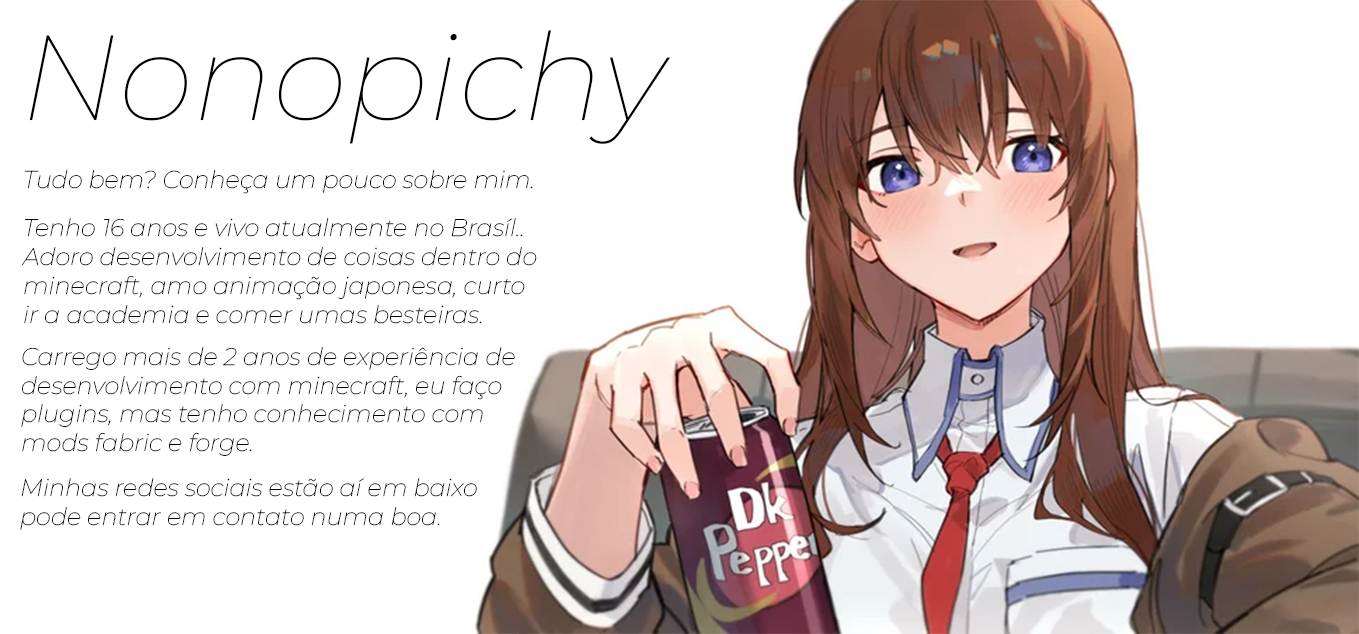 Nonopichy
Tudo bem? Conheça um pouco sobre mim.
Tenho 16 anos e vivo atualmente no Brasíl..
Adoro desenvolvimento de coisas dentro do
minecraft, amo animação japonesa, curto
ir a academia e comer umas besteiras.
Carrego mais de 2 anos de experiência de
desenvolvimento com minecraft, eu faço
plugins, mas tenho conhecimento com
mods fabric e forge.
Minhas redes sociais estão aí em baixo
pode entrar em contato numa boa.
Dk
Pepper